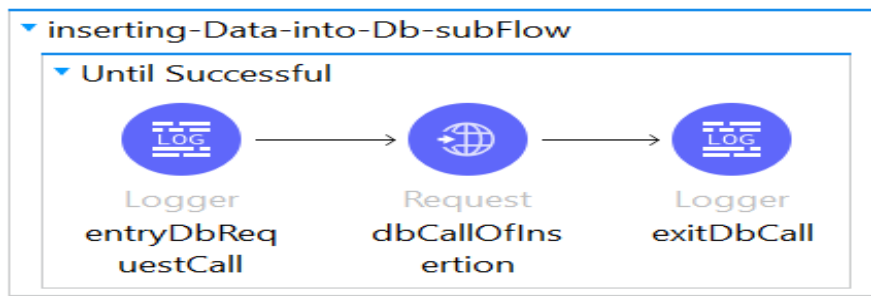 inserting-Data-into-Db-subFlow
Until Successful
LOG
LOG
Logger
Request
Logger
entryDbReq
uestCall
dbCallOfIns
ertion
exitDbCall